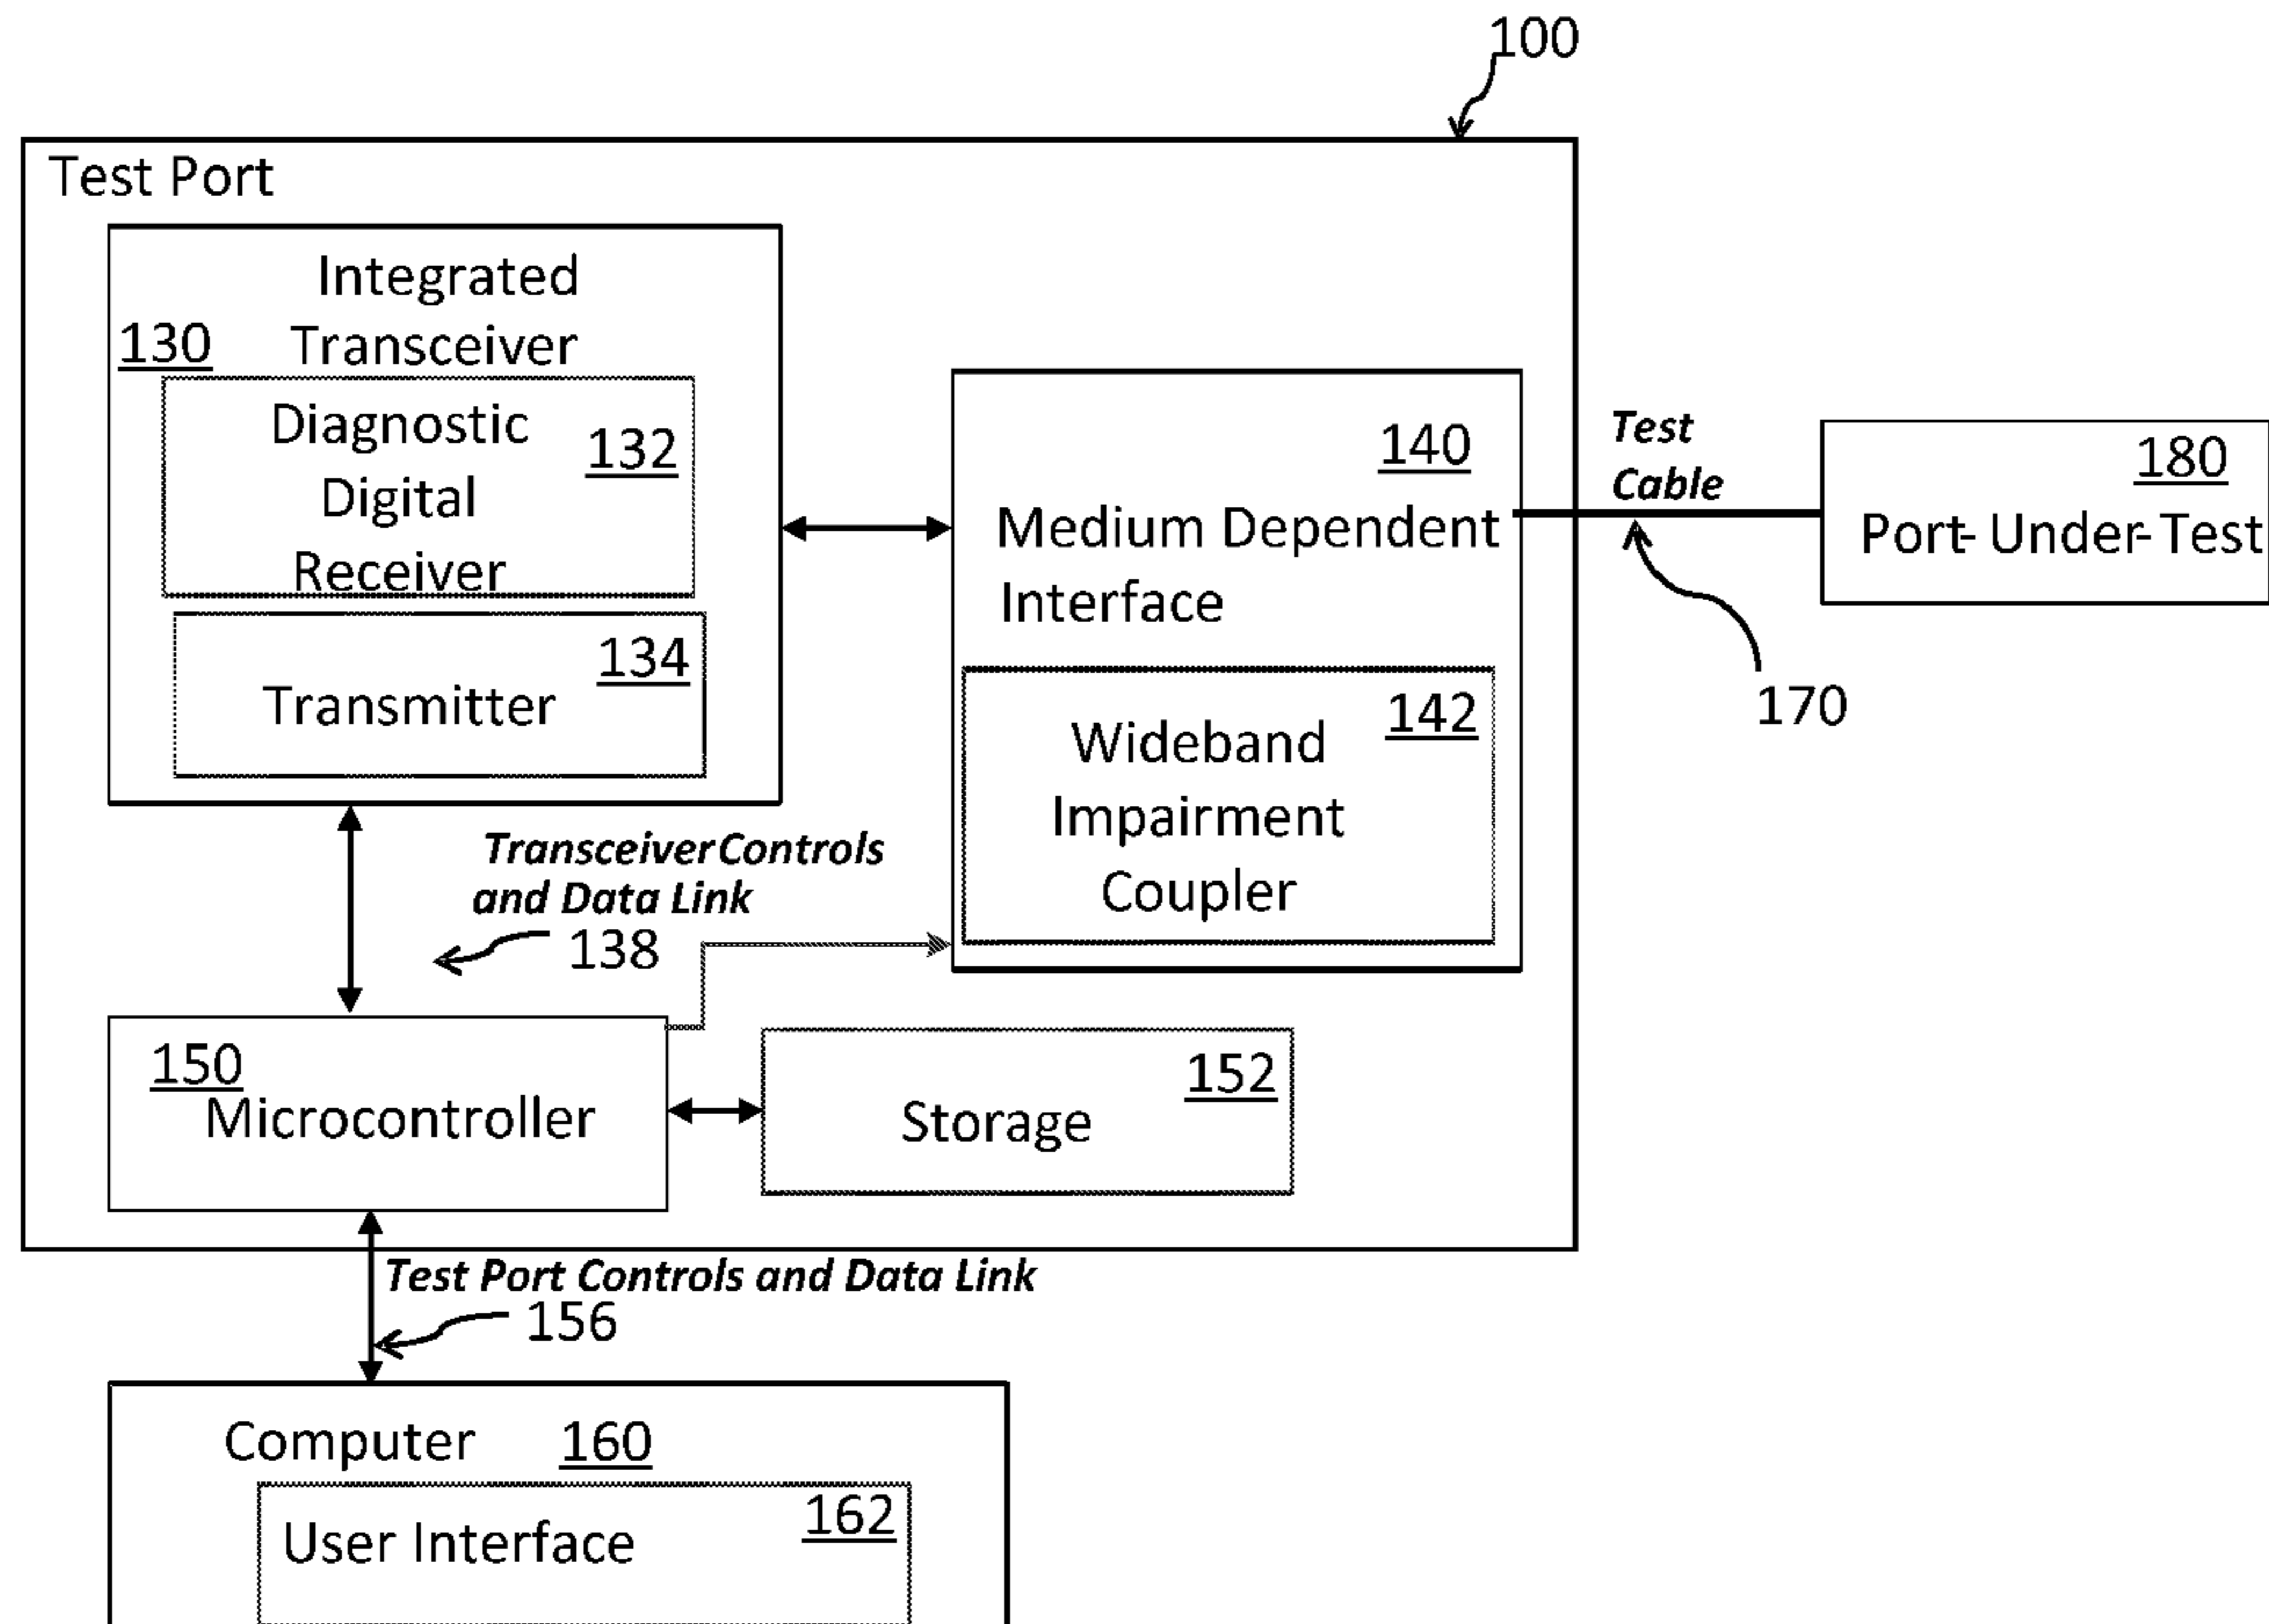 100
Test Port
Integrated
130 Transceiver
Diagnostic
132
Digital
Receiver
134
Transmitter
140
Medium Dependent
Interface
142
Wideband
Impairment
Coupler
Test
Cable
170
180
Port- Under- Test
Transceiver Controls
and Data Link
138
150
Microcontroller
152
Storage
Test Port Controls and Data Link
156
Computer 160
162
User Interface